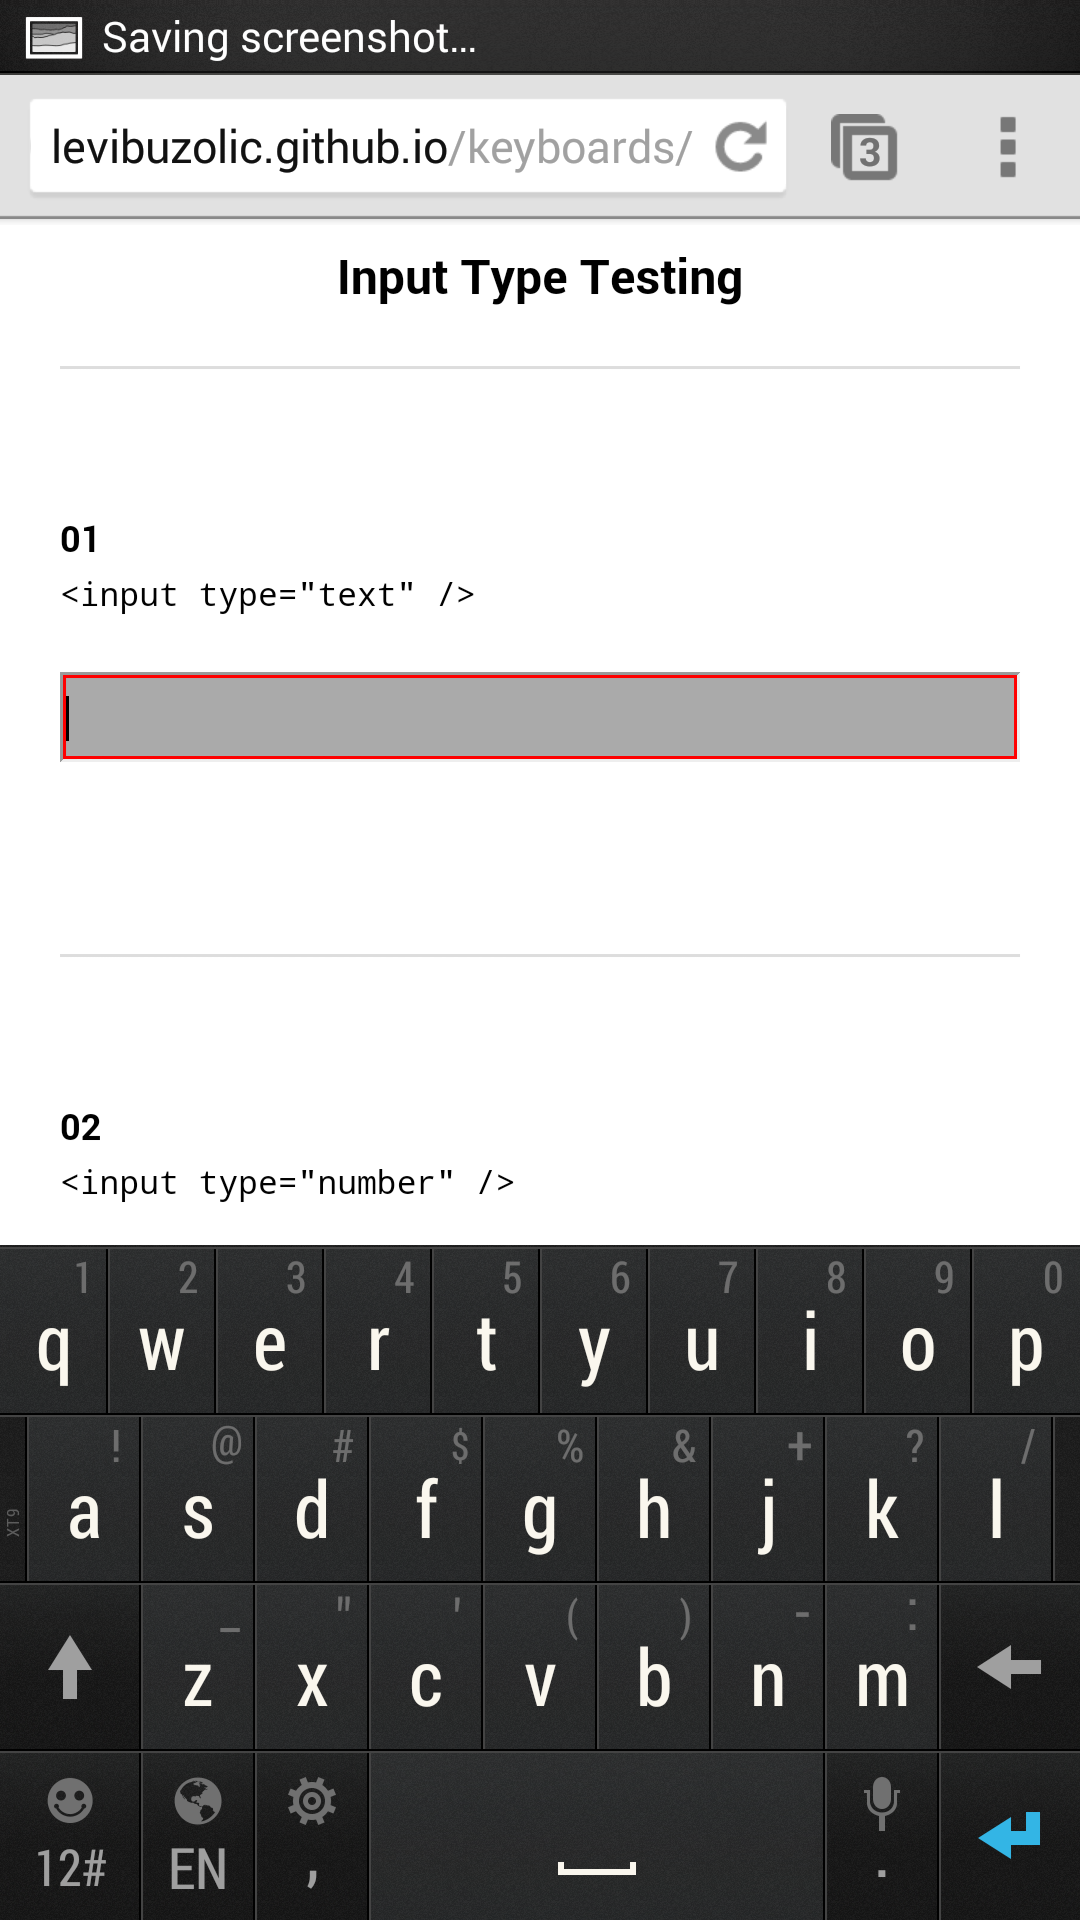 Saving screenshot...
levibuzolic.github.io/keyboards/
3
Input Type Testing
01
<input type="text" />
02
<input type="number" />
1 2 3 4 5 6 7 8 9 0
q w e r t y u i o p
! @ # $ % & + ? /
a s d f g h j k l
XT9
_ " ' ( ) - :
z x c v b n m
12# EN , .